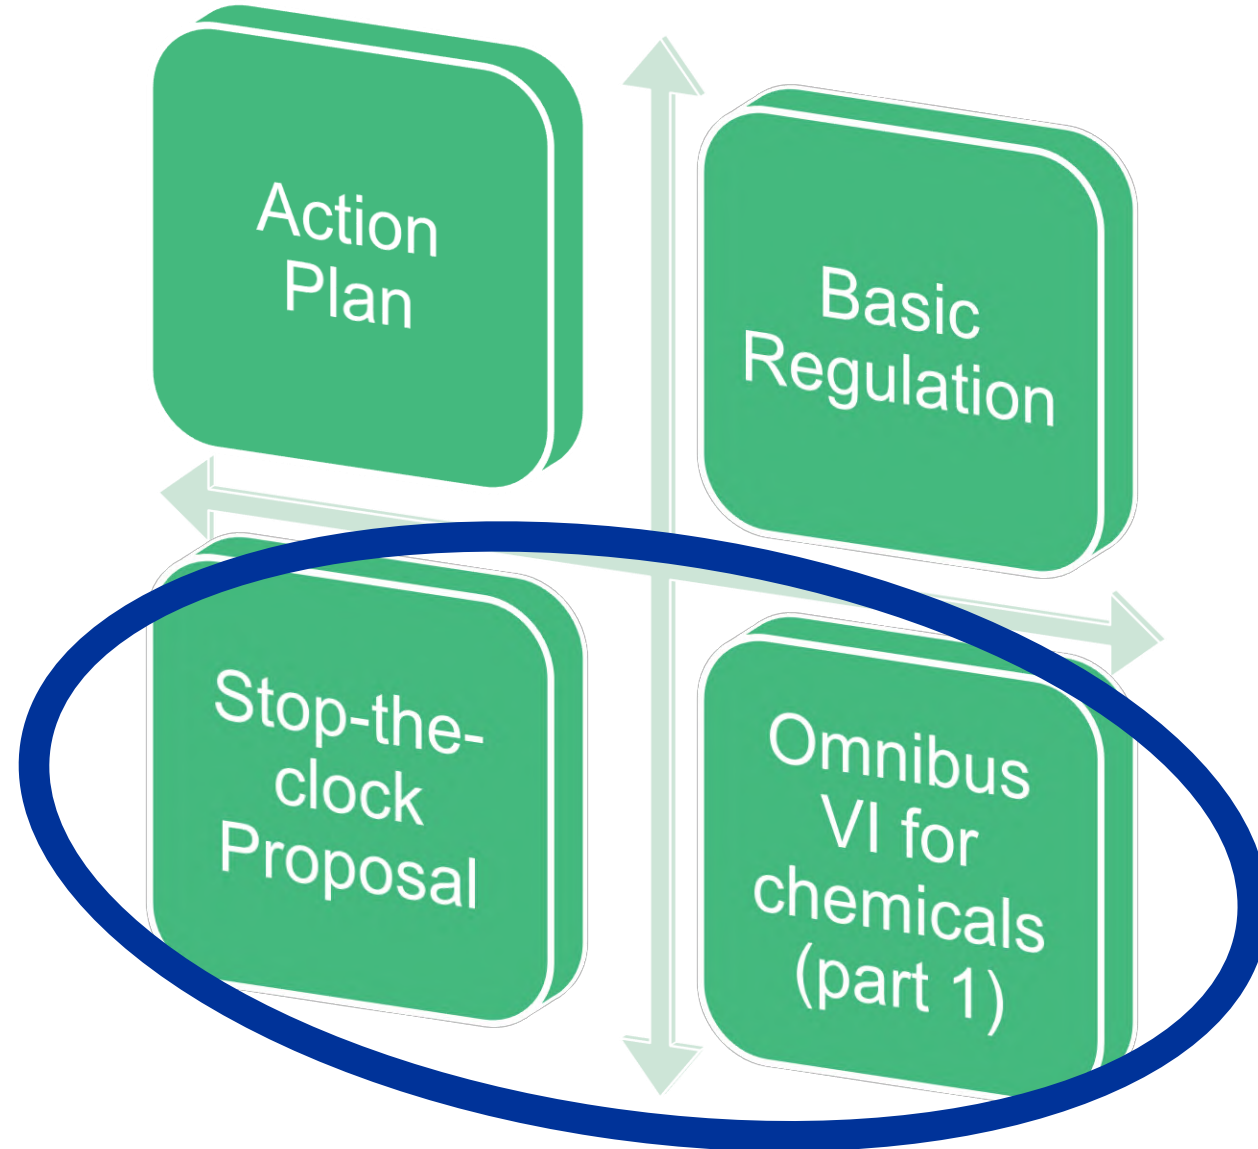 Action
Plan
Basic
Regulation
Stop-the-
clock
Proposal
Omnibus
VI for
chemicals
(part 1)